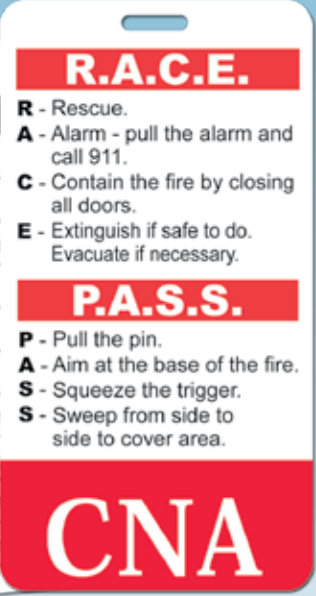 R.A.C.E.
R - Rescue.
A - Alarm - pull the alarm and
call 911.
C - Contain the fire by closing
all doors.
E - Extinguish if safe to do.
Evacuate if necessary.
P.A.S.S.
P - Pull the pin.
A - Aim at the base of the fire.
S - Squeeze the trigger.
S - Sweep from side to
side to cover area.
CNA